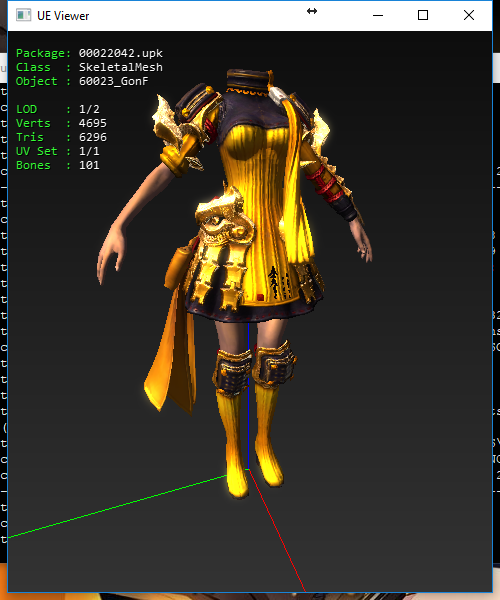 UE Viewer
Package: 00022042.upk
Class  : SkeletalMesh
Object : 60023_GonF
LOD    : 1/2
Verts  : 4695
Tris   : 6296
UV Set : 1/1
Bones  : 101